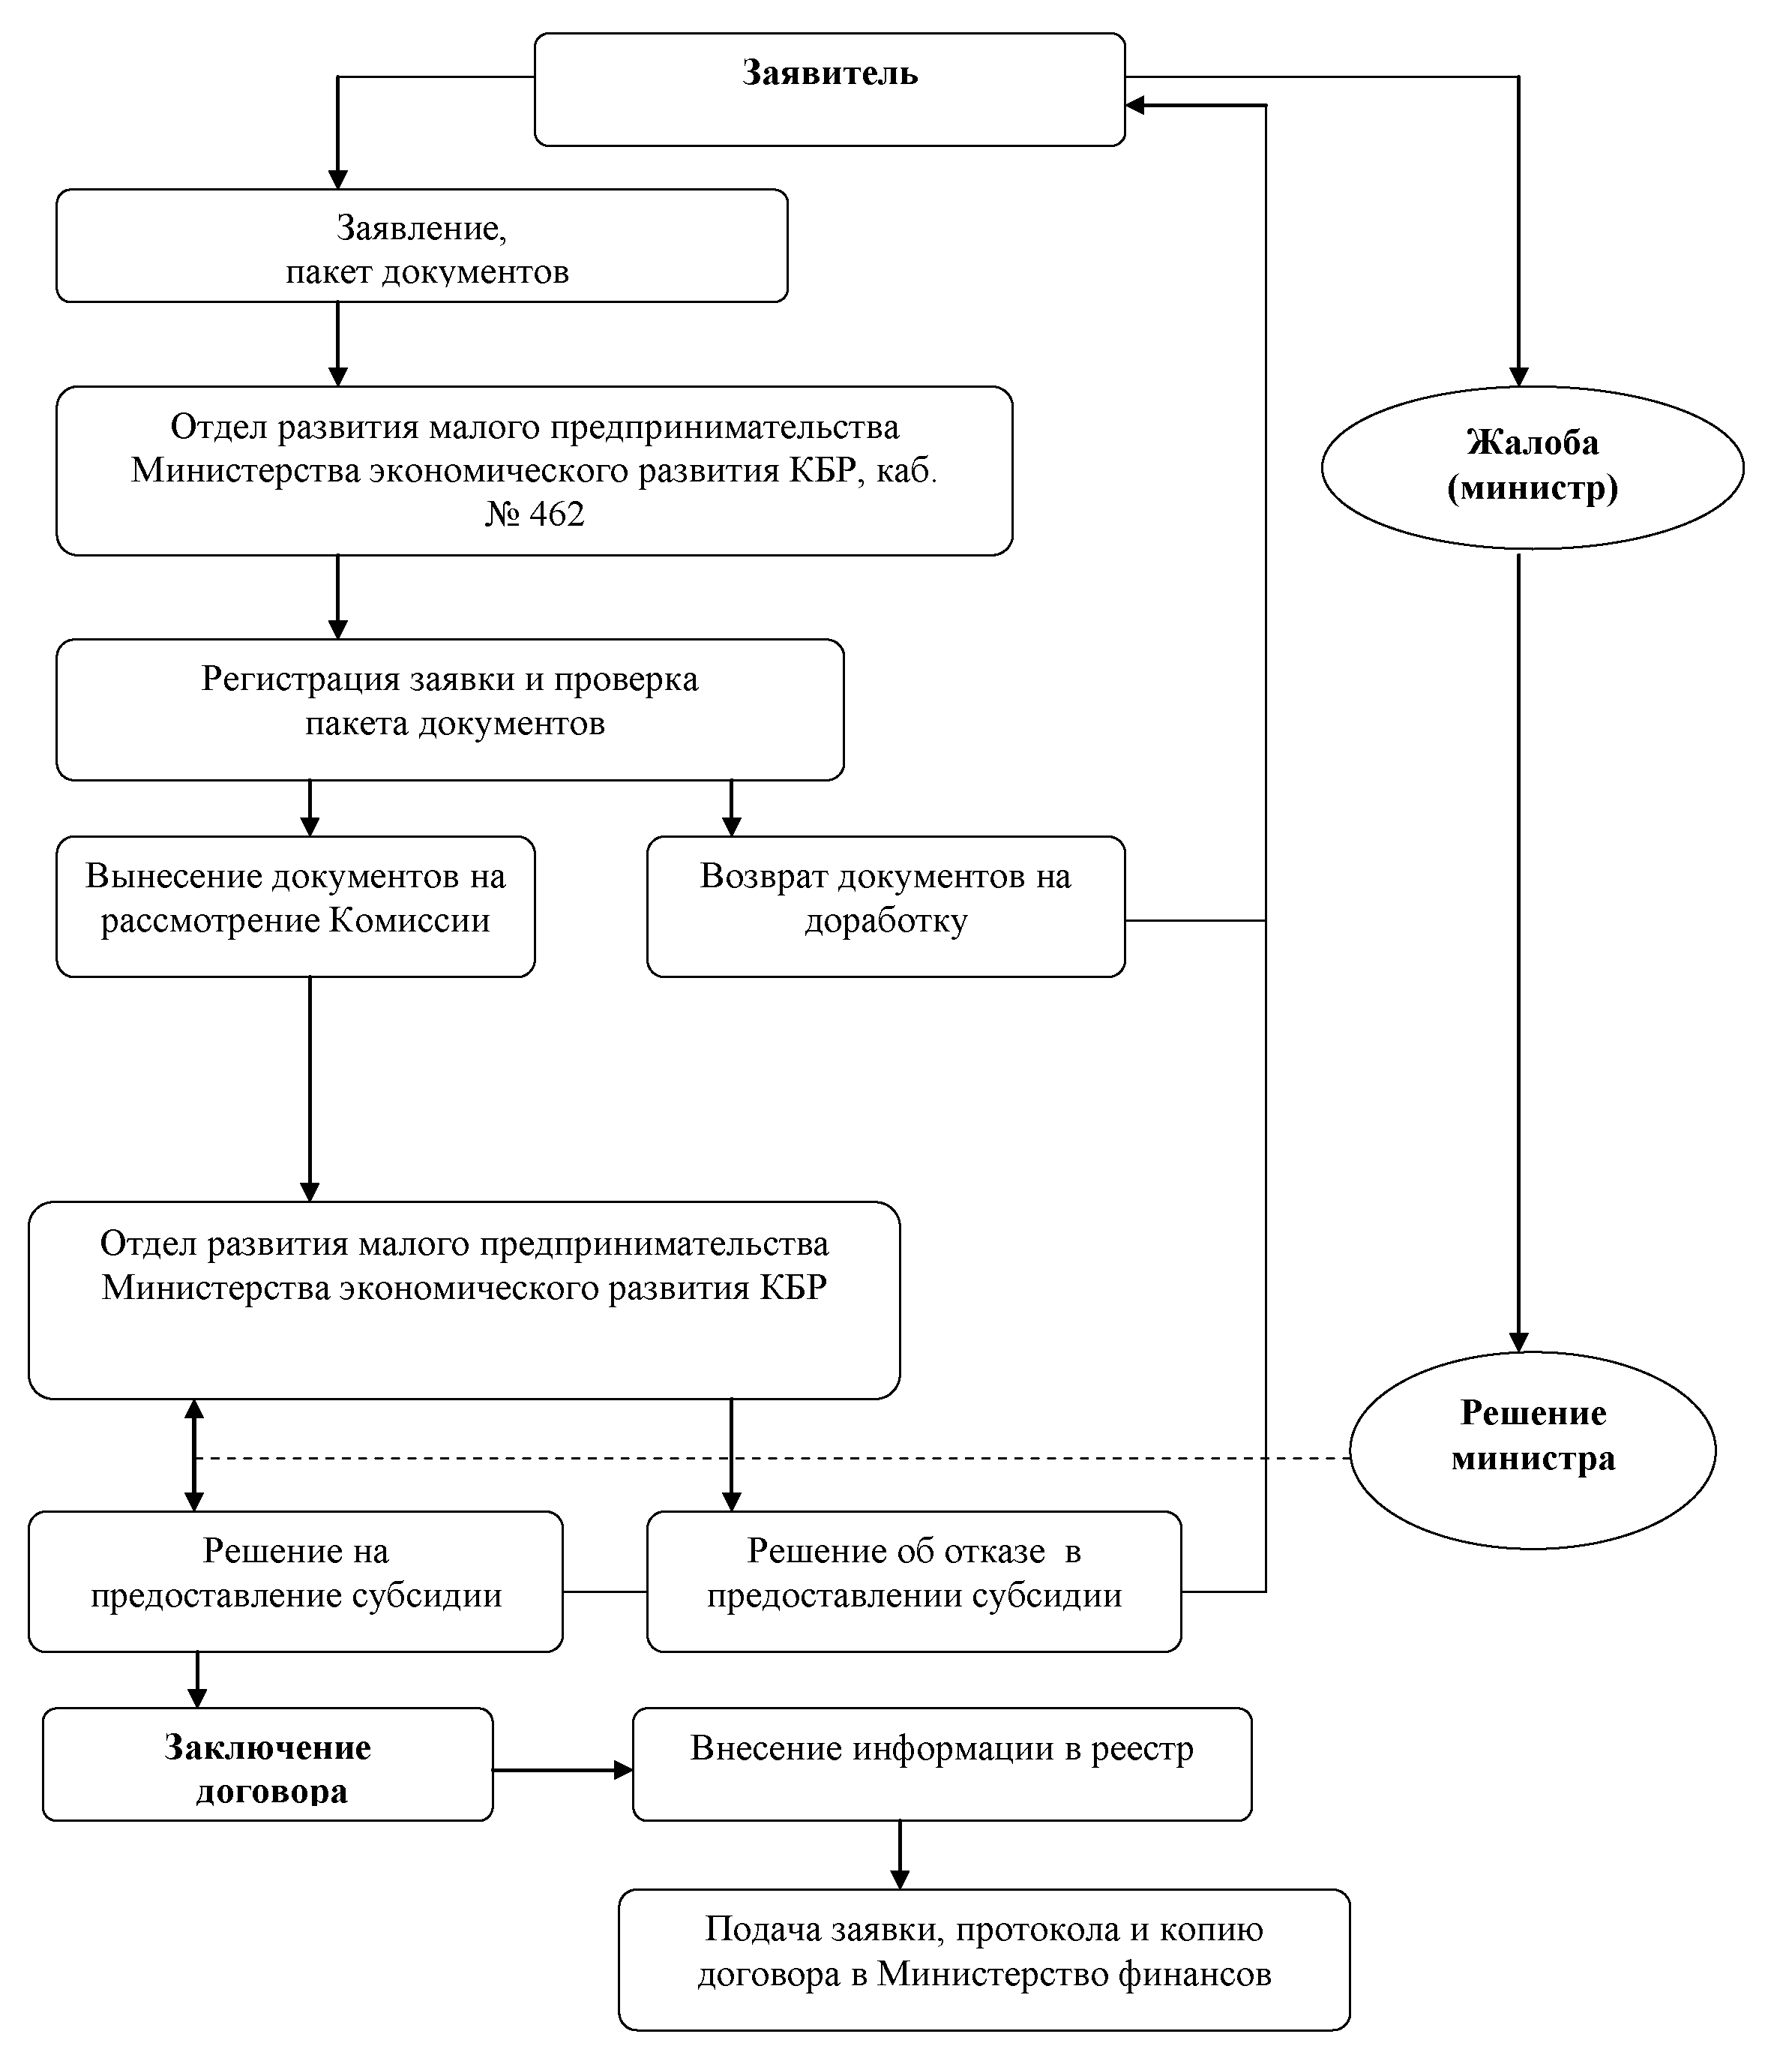 Заявитель
Заявление,
пакет документов
Отдел развития малого предпринимательства
Министерства экономического развития КБР, каб.
№ 462
Жалоба
(министр)
Регистрация заявки и проверка
пакета документов
Вынесение документов на
рассмотрение Комиссии
Возврат документов на
доработку
Отдел развития малого предпринимательства
Министерства экономического развития КБР
Решение
министра
Решение на
предоставление субсидии
Решение об отказе в
предоставлении субсидии
Заключение
договора
Внесение информации в реестр
Подача заявки, протокола и копию
договора в Министерство финансов